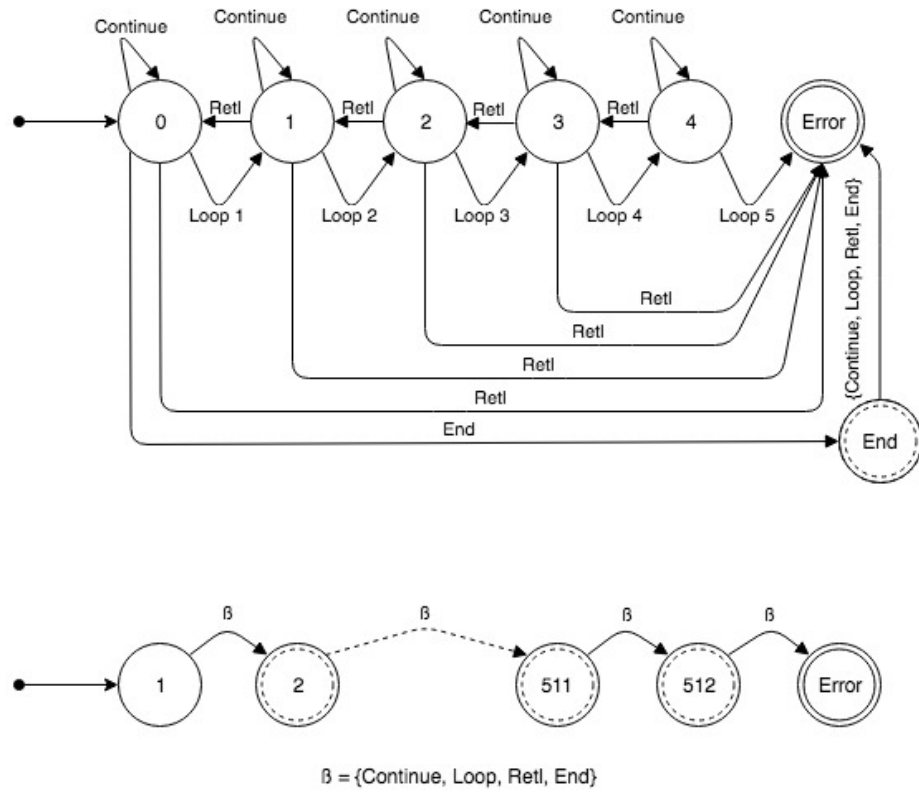 Continue
Continue
Continue
Continue
Continue
0
Retl
1
Retl
2
Retl
3
Retl
4
Error
Loop 1
Loop 2
Loop 3
Loop 4
Loop 5
{Continue, Loop, Retl, End}
Retl
Retl
Retl
Retl
End
End
ß
ß
ß
ß
1
2
511
512
Error
ß = {Continue, Loop, Retl, End}